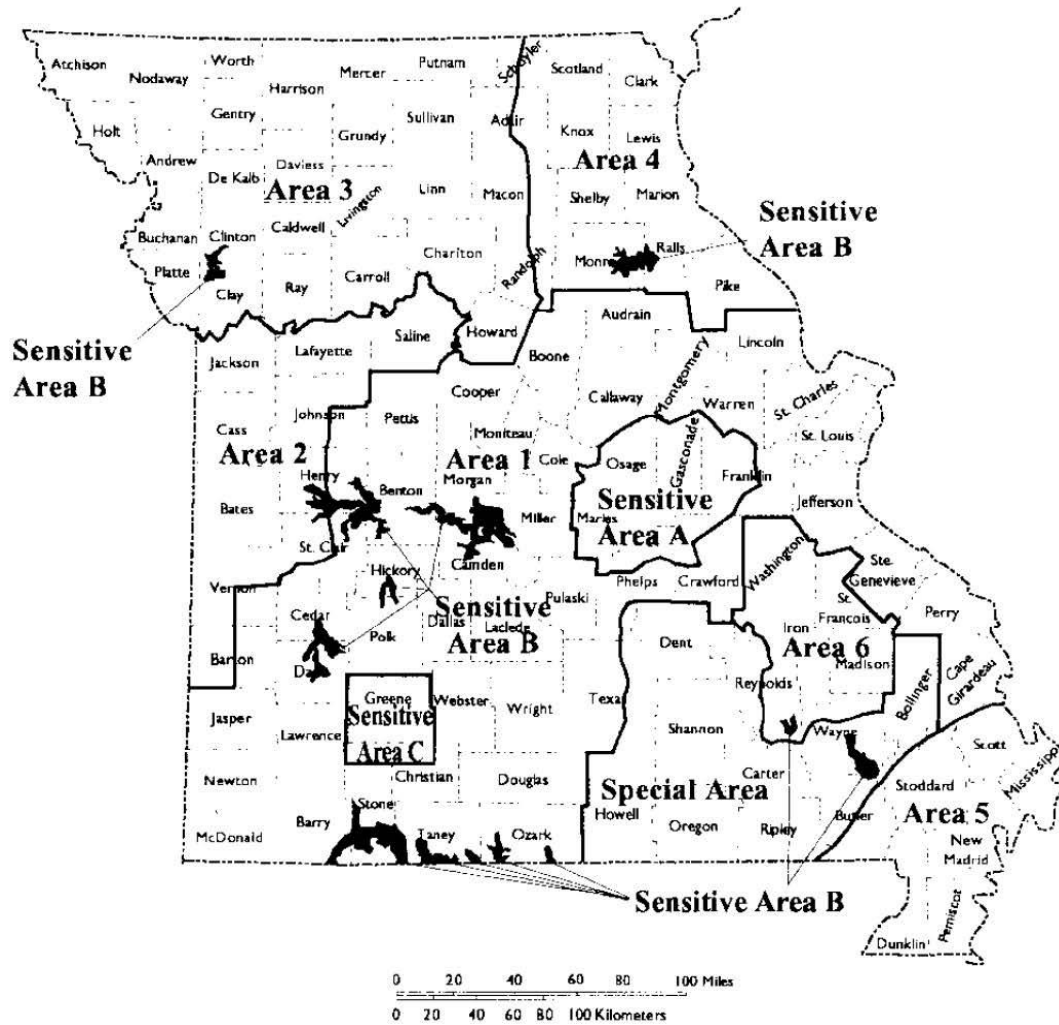 Atchison
Nodaway
Worth
Harrison
Mercer
Putnam
Schuyler
Scotland
Clark
Holt
Gentry
Sullivan
Adair
Knox
Lewis
Andrew
Grundy
De Kalb
Daviess
Area 3
Livingston
Linn
Macon
Area 4
Shelby
Marion
Sensitive
Area B
Buchanan
Clinton
Caldwell
Chariton
Randolph
Ralls
Platte
Clay
Ray
Carroll
Pike
Sensitive
Area B
Jackson
Lafayette
Saline
Howard
Boone
Audrain
Lincoln
Cooper
Callaway
Montgomery
Warren
St. Charles
Johnson
Cass
Pettis
Moniteau
Cole
St. Louis
Area 2
Area 1
Osage
Gasconade
Franklin
Henry
Benton
Morgan
Bates
Miller
Maries
Sensitive
Area A
Jefferson
St. Clair
Camden
Washington
Hickory
Phelps
Crawford
Ste.
Genevieve
Vernon
Cedar
Sensitive
Area B
Pulaski
St.
Francois
Perry
Polk
Dallas
Laclede
Dent
Iron
Area 6
Barton
Madison
Bollinger
Cape
Girardeau
Greene
Sensitive
Area C
Webster
Wright
Texa
Reynolds
Jasper
Lawrence
Shannon
Wayne
Scott
Mississippi
Newton
Christian
Douglas
Carter
Stoddard
Special Area
McDonald
Barry
Stone
Taney
Ozark
Howell
Oregon
Ripley
Butler
Area 5
New
Madrid
Sensitive Area B
Pemiscot
Dunklin
0 20 40 60 80 100 Miles
0 20 40 60 80 100 Kilometers